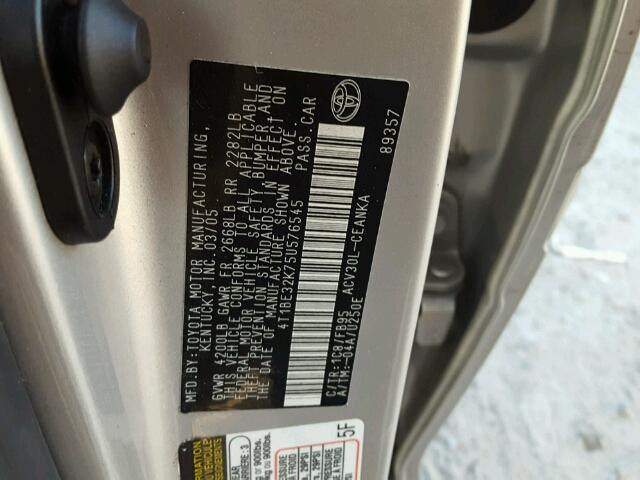 MFD. BY: TOYOTA MOTOR MANUFACTURING,
KENTUCKY, INC. 03/05
GVWR 4200LB GAWR FR 2668LB RR 2282LB
THIS VEHICLE CONFORMS TO ALL APPLICABLE
FEDERAL MOTOR VEHICLE SAFETY, BUMPER, AND
THEFT PREVENTION STANDARDS IN EFFECT ON
THE DATE OF MANUFACTURE SHOWN ABOVE.
4T1BE32K75U576545 PASS. CAR
C/TR: 1C8/FB95 ACV30L-CEANKA
A/TM: -04A/U250E
89357
5F